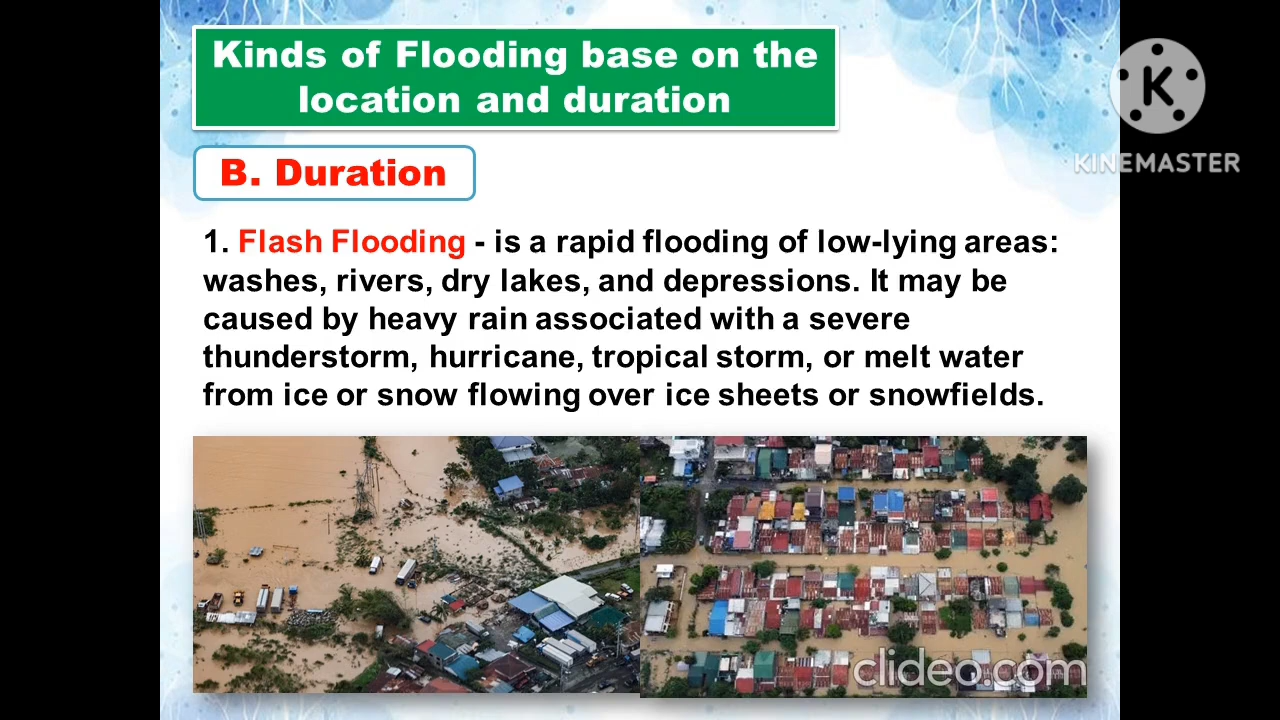 Kinds of Flooding base on the
location and duration
K
KINEMASTER
B. Duration
1. Flash Flooding - is a rapid flooding of low-lying areas:
washes, rivers, dry lakes, and depressions. It may be
caused by heavy rain associated with a severe
thunderstorm, hurricane, tropical storm, or melt water
from ice or snow flowing over ice sheets or snowfields.
clideo.com